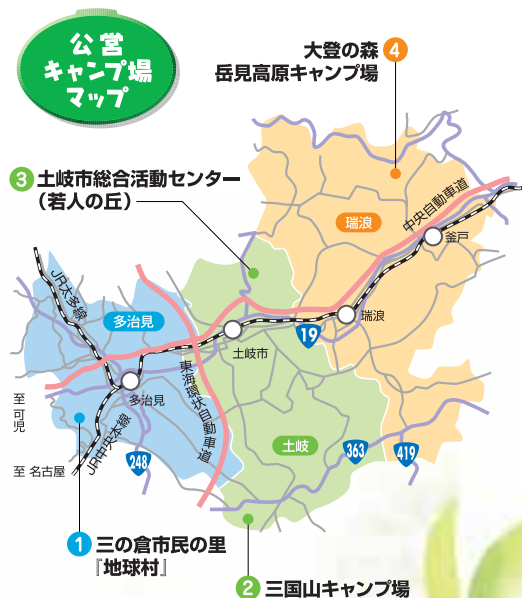 公営
キャンプ場
マップ
大登の森
岳見高原キャンプ場
4
3
土岐市総合活動センター
（若人の丘）
中央自動車道
瑞浪
釜戸
JR太多線
多治見
19
瑞浪
土岐市
東海環状自動車道
多治見
至可児
JR中央本線
至 名古屋
248
土岐
363
419
1
三の倉市民の里
『地球村』
2
三国山キャンプ場